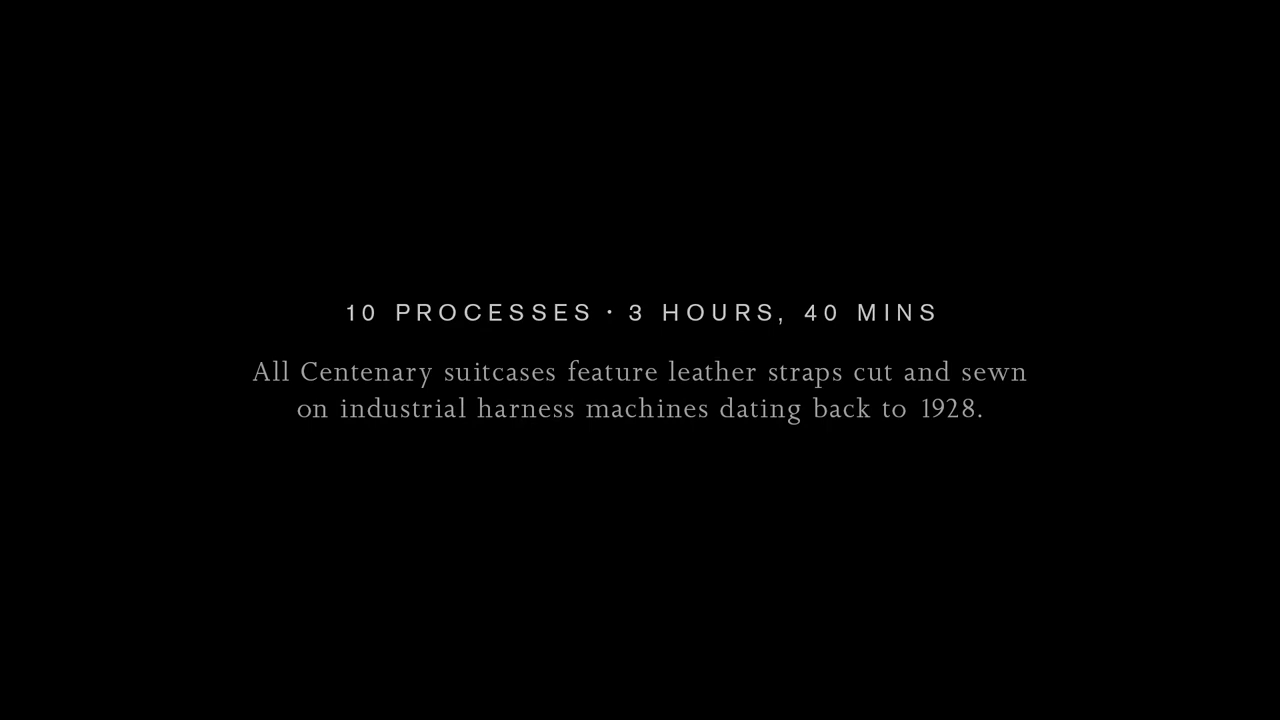 10 PROCESSES · 3 HOURS, 40 MINS
All Centenary suitcases feature leather straps cut and sewn
on industrial harness machines dating back to 1928.